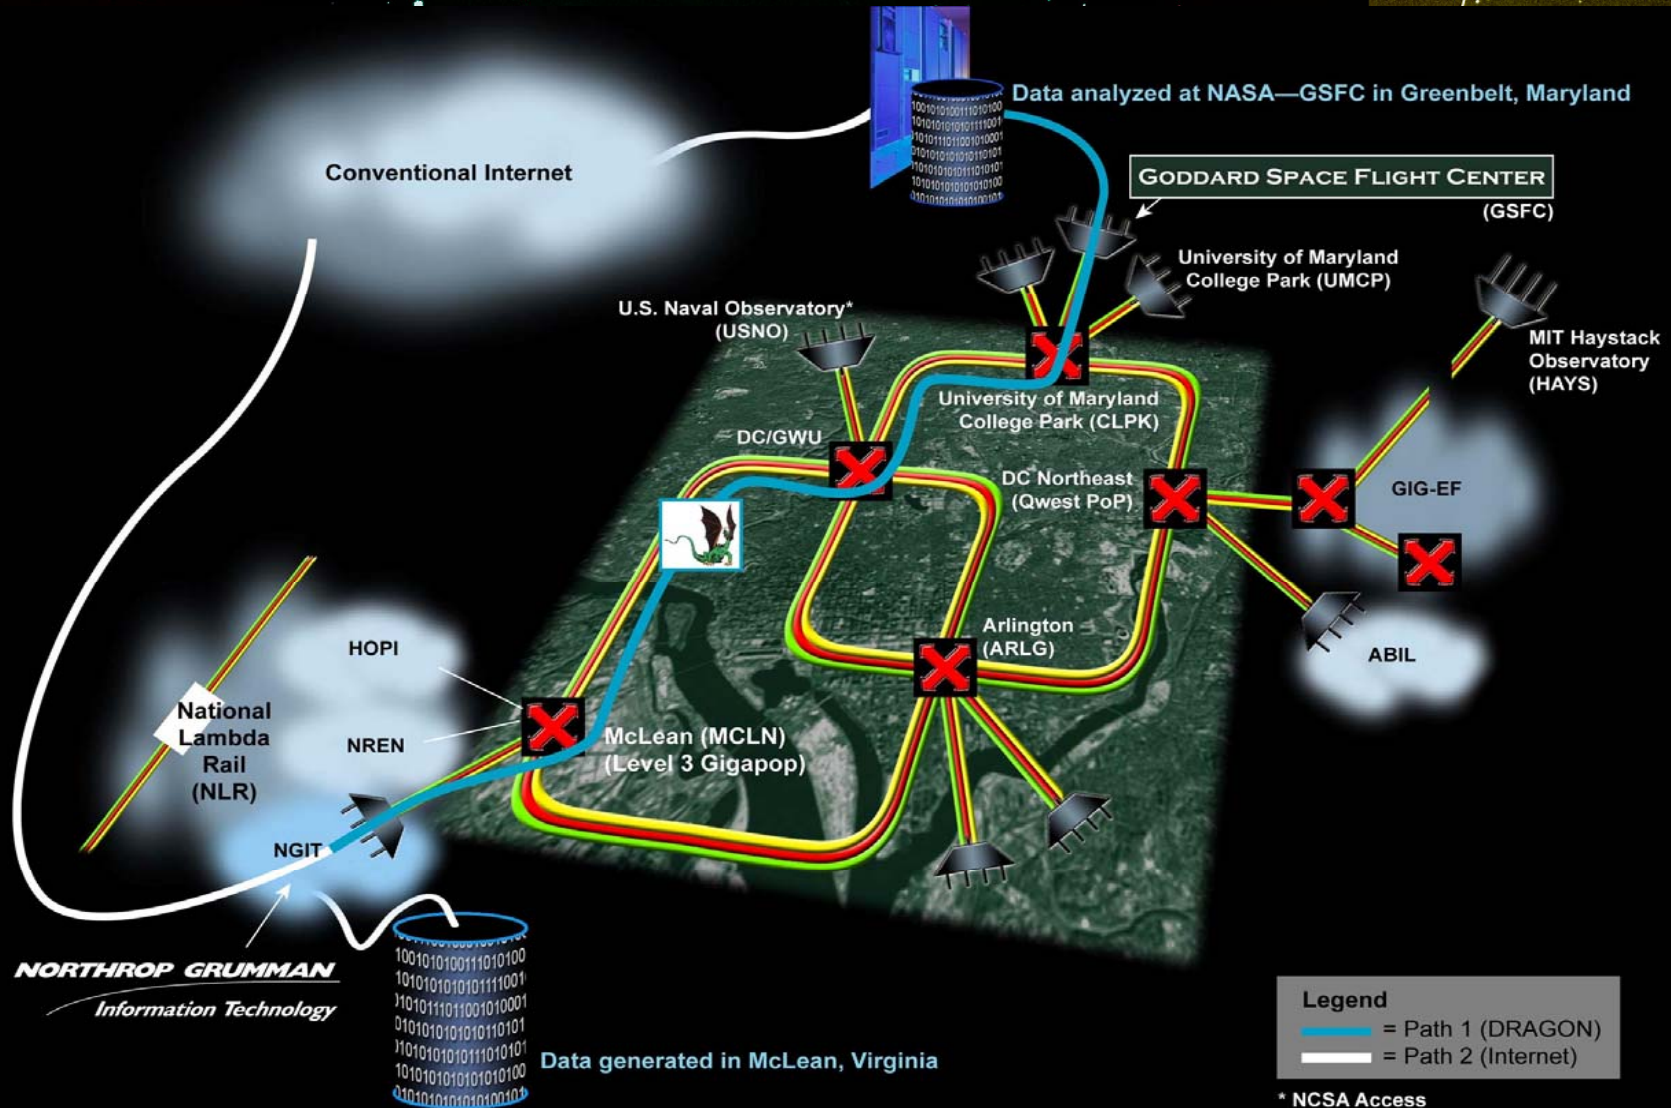 Data analyzed at NASA—GSFC in Greenbelt, Maryland
Conventional Internet
GODDARD SPACE FLIGHT CENTER
(GSFC)
University of Maryland
College Park (UMCP)
U.S. Naval Observatory*
(USNO)
MIT Haystack
Observatory
(HAYS)
University of Maryland
College Park (CLPK)
DC/GWU
DC Northeast
(Qwest PoP)
GIG-EF
Arlington
(ARLG)
ABIL
HOPI
National
Lambda
Rail
(NLR)
NREN
McLean (MCLN)
(Level 3 Gigapop)
NGIT
NORTHROP GRUMMAN
Information Technology
Data generated in McLean, Virginia
Legend
= Path 1 (DRAGON)
= Path 2 (Internet)
* NCSA Access